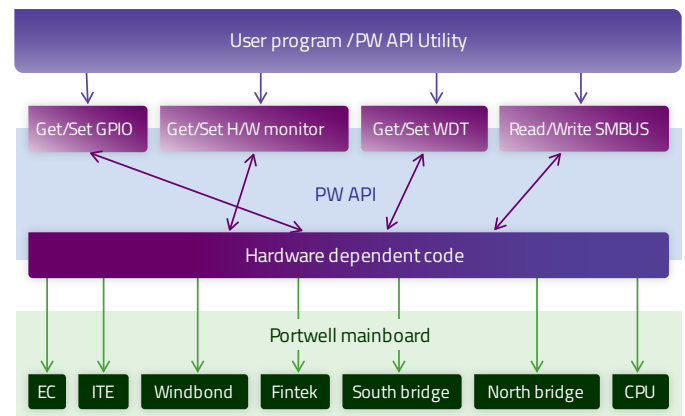 User program /PW API Utility
Get/Set GPIO
Get/Set H/W monitor
Get/Set WDT
Read/Write SMBUS
PW API
Hardware dependent code
Portwell mainboard
EC
ITE
Windbond
Fintek
South bridge
North bridge
CPU